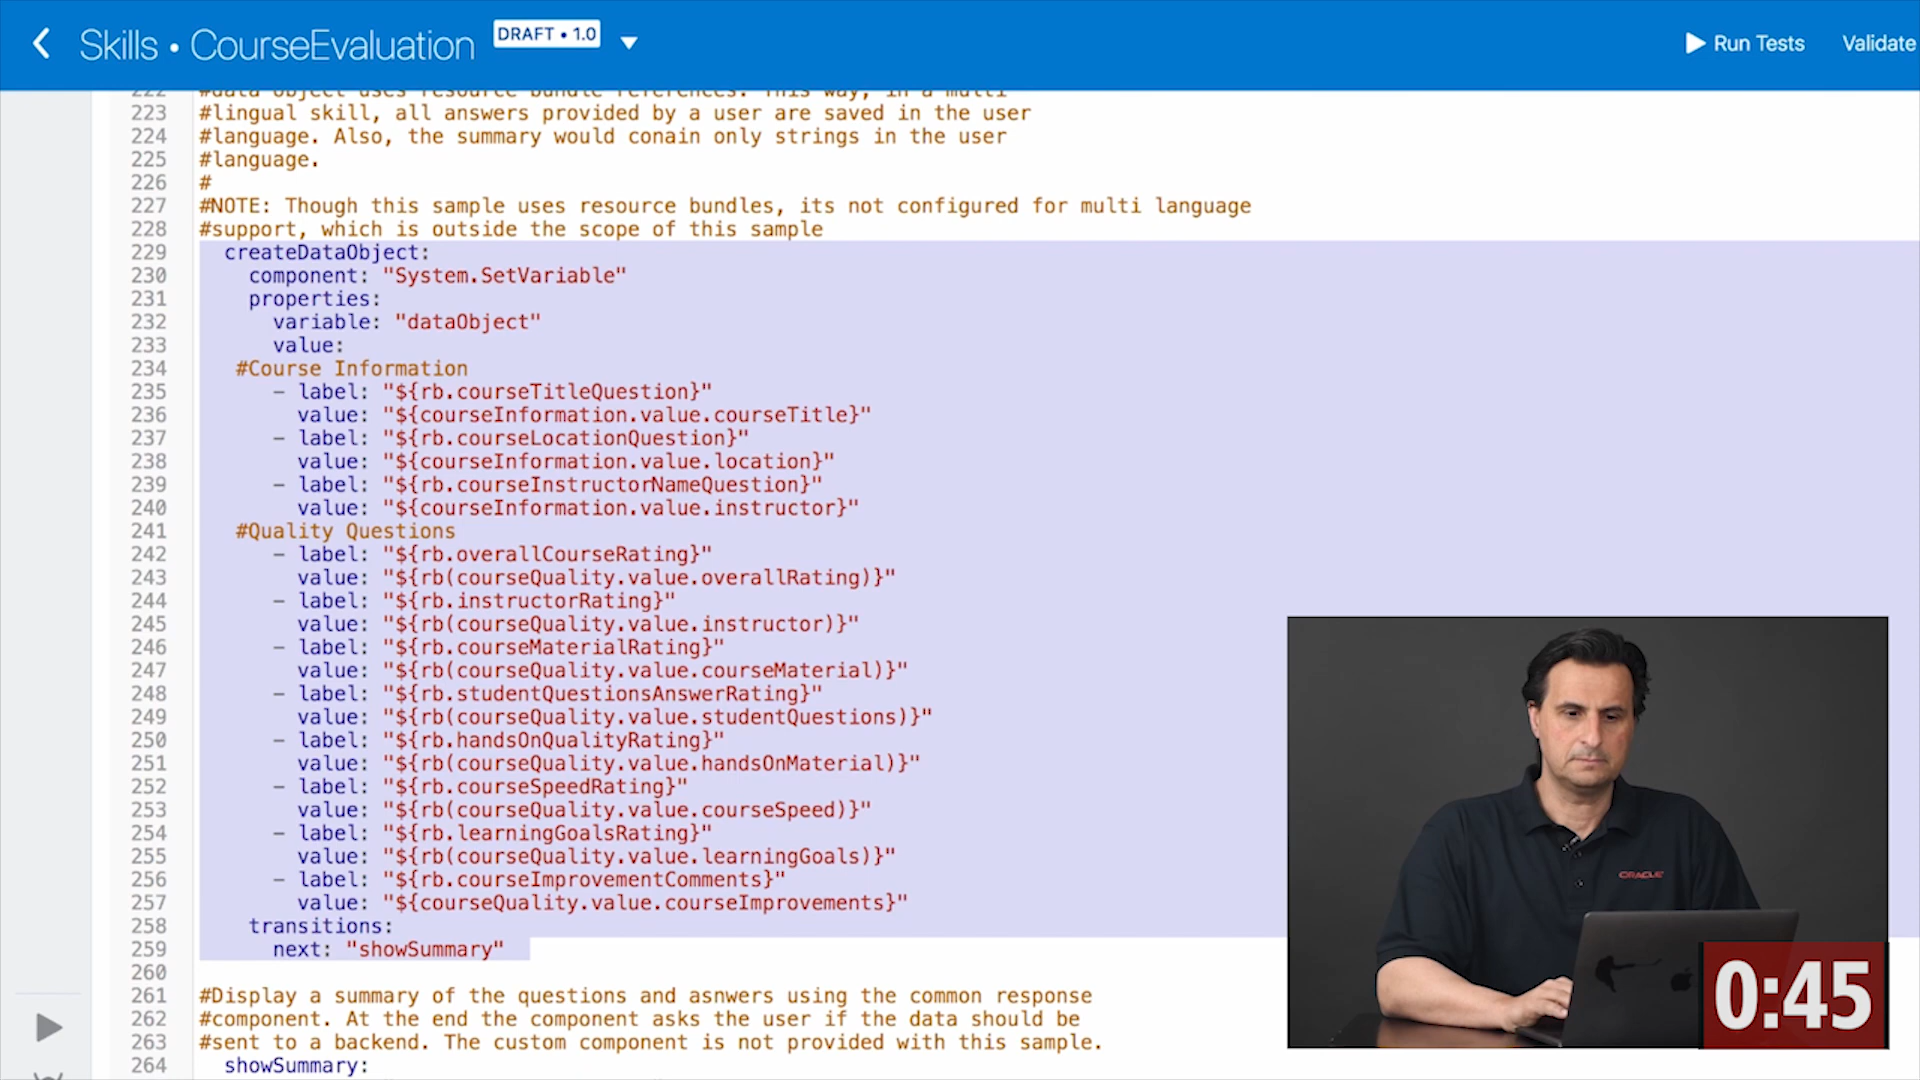 Skills • CourseEvaluation DRAFT • 1.0
Run Tests Validate
222 #data object uses resource bundle references. This way, in a multi
223 #lingual skill, all answers provided by a user are saved in the user
224 #language. Also, the summary would conain only strings in the user
225 #language.
226 #
227 #NOTE: Though this sample uses resource bundles, its not configured for multi language
228 #support, which is outside the scope of this sample
229 createDataObject:
230 component: "System.SetVariable"
231 properties:
232 variable: "dataObject"
233 value:
234 #Course Information
235 - label: "${rb.courseTitleQuestion}"
236 value: "${courseInformation.value.courseTitle}"
237 - label: "${rb.courseLocationQuestion}"
238 value: "${courseInformation.value.location}"
239 - label: "${rb.courseInstructorNameQuestion}"
240 value: "${courseInformation.value.instructor}"
241 #Quality Questions
242 - label: "${rb.overallCourseRating}"
243 value: "${rb(courseQuality.value.overallRating)}"
244 - label: "${rb.instructorRating}"
245 value: "${rb(courseQuality.value.instructor)}"
246 - label: "${rb.courseMaterialRating}"
247 value: "${rb(courseQuality.value.courseMaterial)}"
248 - label: "${rb.studentQuestionsAnswerRating}"
249 value: "${rb(courseQuality.value.studentQuestions)}"
250 - label: "${rb.handsOnQualityRating}"
251 value: "${rb(courseQuality.value.handsOnMaterial)}"
252 - label: "${rb.courseSpeedRating}"
253 value: "${rb(courseQuality.value.courseSpeed)}"
254 - label: "${rb.learningGoalsRating}"
255 value: "${rb(courseQuality.value.learningGoals)}"
256 - label: "${rb.courseImprovementComments}"
257 value: "${courseQuality.value.courseImprovements}"
258 transitions:
259 next: "showSummary"
260
261 #Display a summary of the questions and asnwers using the common response
262 #component. At the end the component asks the user if the data should be
263 #sent to a backend. The custom component is not provided with this sample.
264 showSummary:
ORACLE
0:45